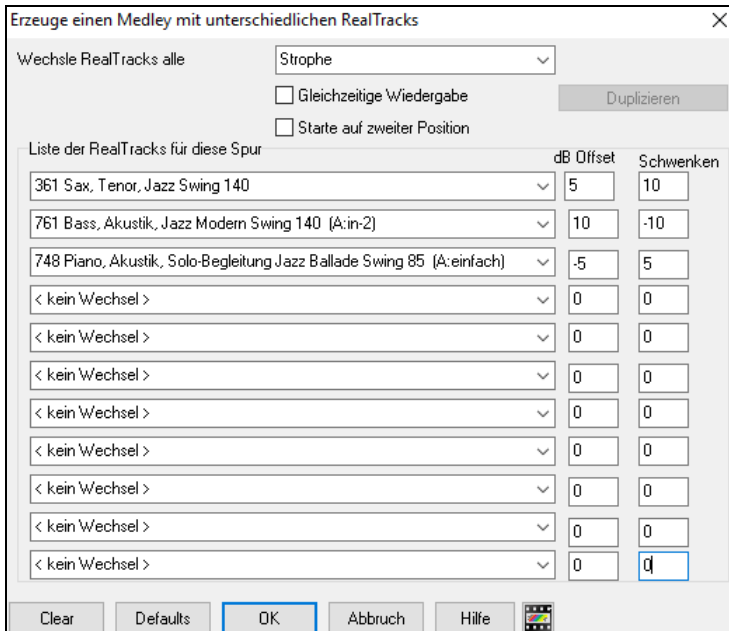 Erzeuge einen Medley mit unterschiedlichen RealTracks
Wechsle RealTracks alle Strophe
Gleichzeitige Wiedergabe Duplizieren
Starte auf zweiter Position
Liste der RealTracks für diese Spur dB Offset Schwenken
361 Sax, Tenor, Jazz Swing 140 5 10
761 Bass, Akustik, Jazz Modern Swing 140 (A:in-2) 10 -10
748 Piano, Akustik, Solo-Begleitung Jazz Ballade Swing 85 (A:einfach) -5 5
< kein Wechsel > 0 0
< kein Wechsel > 0 0
< kein Wechsel > 0 0
< kein Wechsel > 0 0
< kein Wechsel > 0 0
< kein Wechsel > 0 0
< kein Wechsel > 0 0
< kein Wechsel > 0 0
Clear Defaults OK Abbruch Hilfe